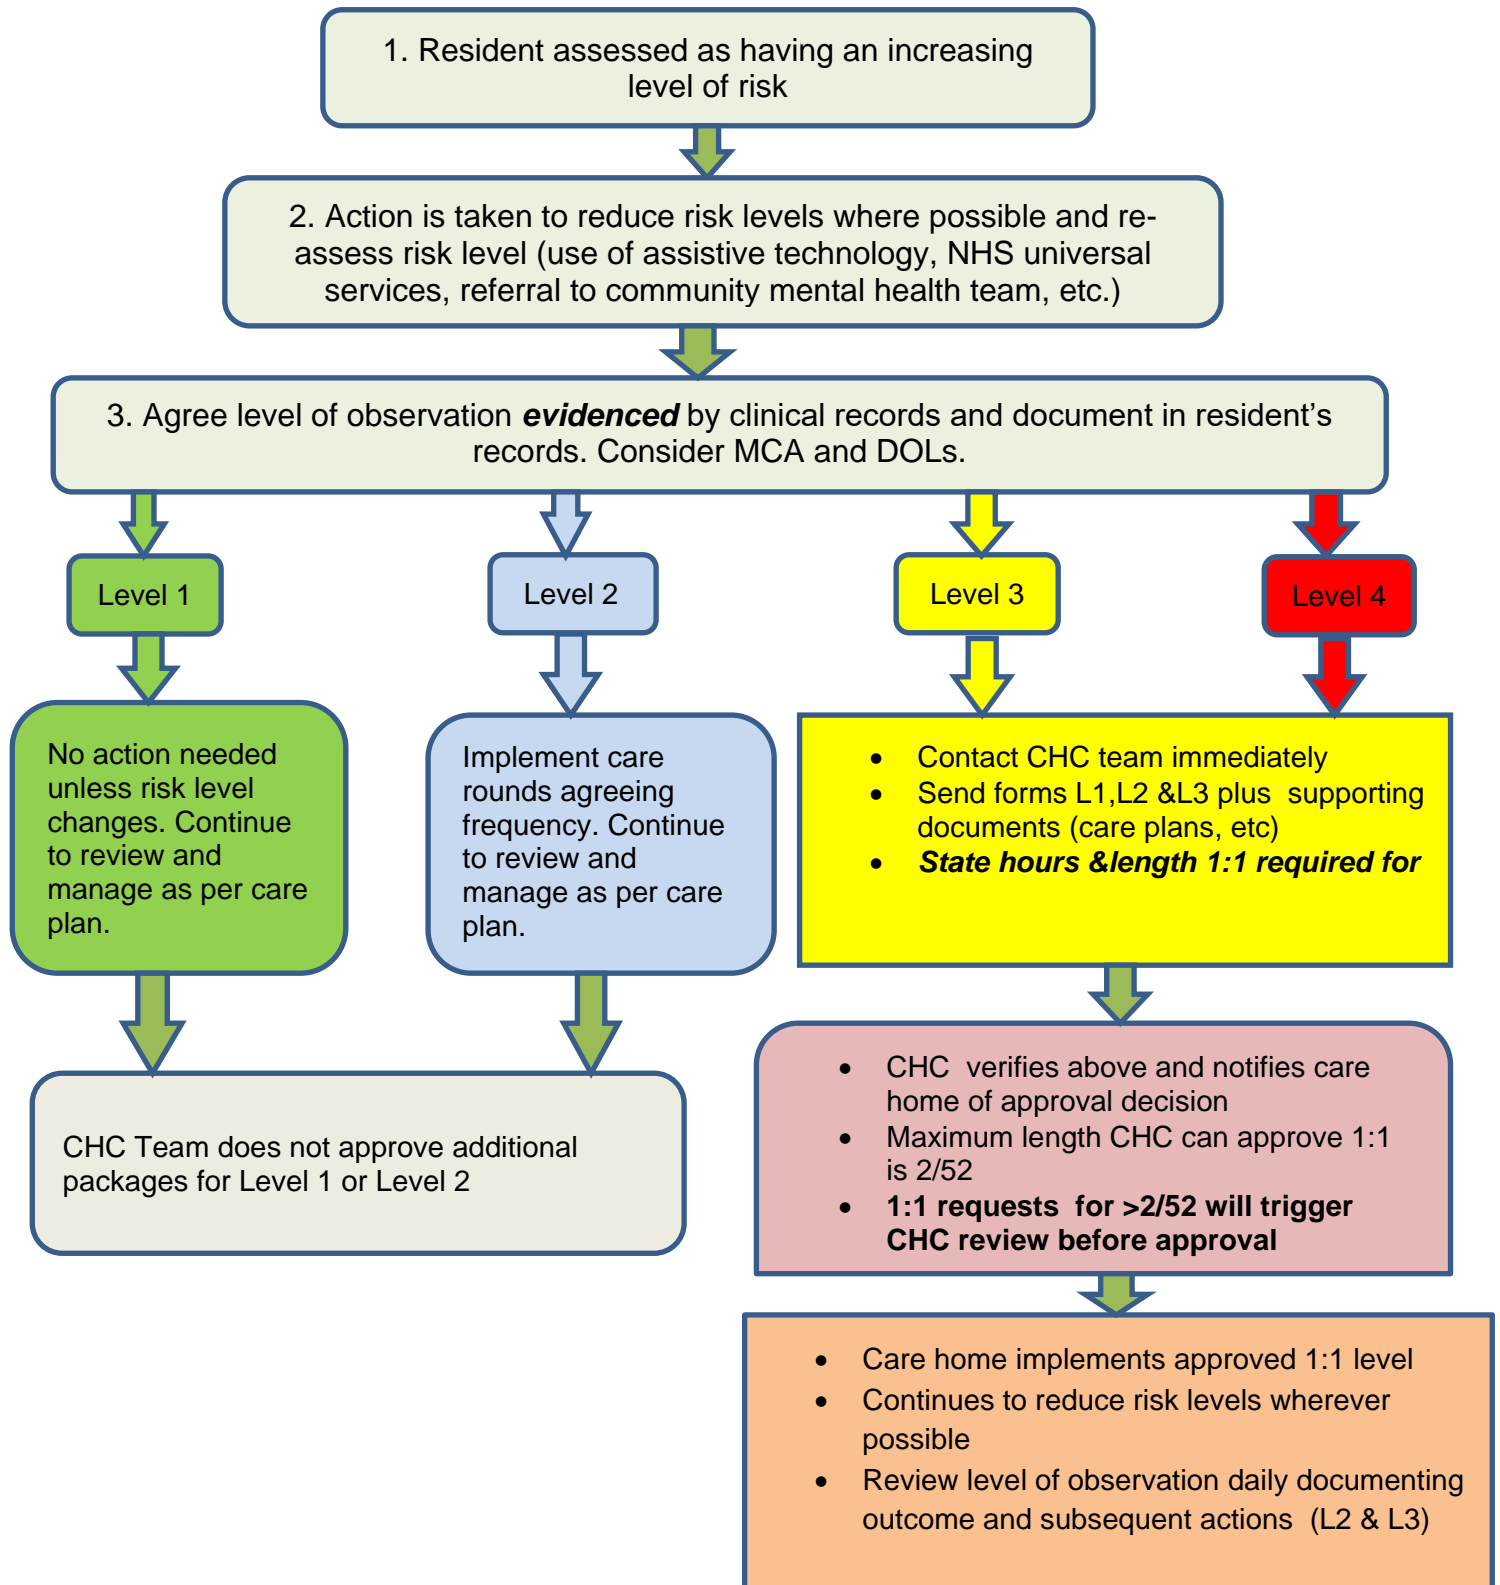 1. Resident assessed as having an increasing
level of risk
2. Action is taken to reduce risk levels where possible and re-
assess risk level (use of assistive technology, NHS universal
services, referral to community mental health team, etc.)
3. Agree level of observation evidenced by clinical records and document in resident’s
records. Consider MCA and DOLs.
Level 1
Level 2
Level 3
Level 4
No action needed
unless risk level
changes. Continue
to review and
manage as per care
plan.
Implement care
rounds agreeing
frequency. Continue
to review and
manage as per care
plan.
• Contact CHC team immediately
• Send forms L1,L2 &L3 plus supporting
documents (care plans, etc)
• State hours &length 1:1 required for
CHC Team does not approve additional
packages for Level 1 or Level 2
• CHC verifies above and notifies care
home of approval decision
• Maximum length CHC can approve 1:1
is 2/52
• 1:1 requests for >2/52 will trigger
CHC review before approval
• Care home implements approved 1:1 level
• Continues to reduce risk levels wherever
possible
• Review level of observation daily documenting
outcome and subsequent actions (L2 & L3)